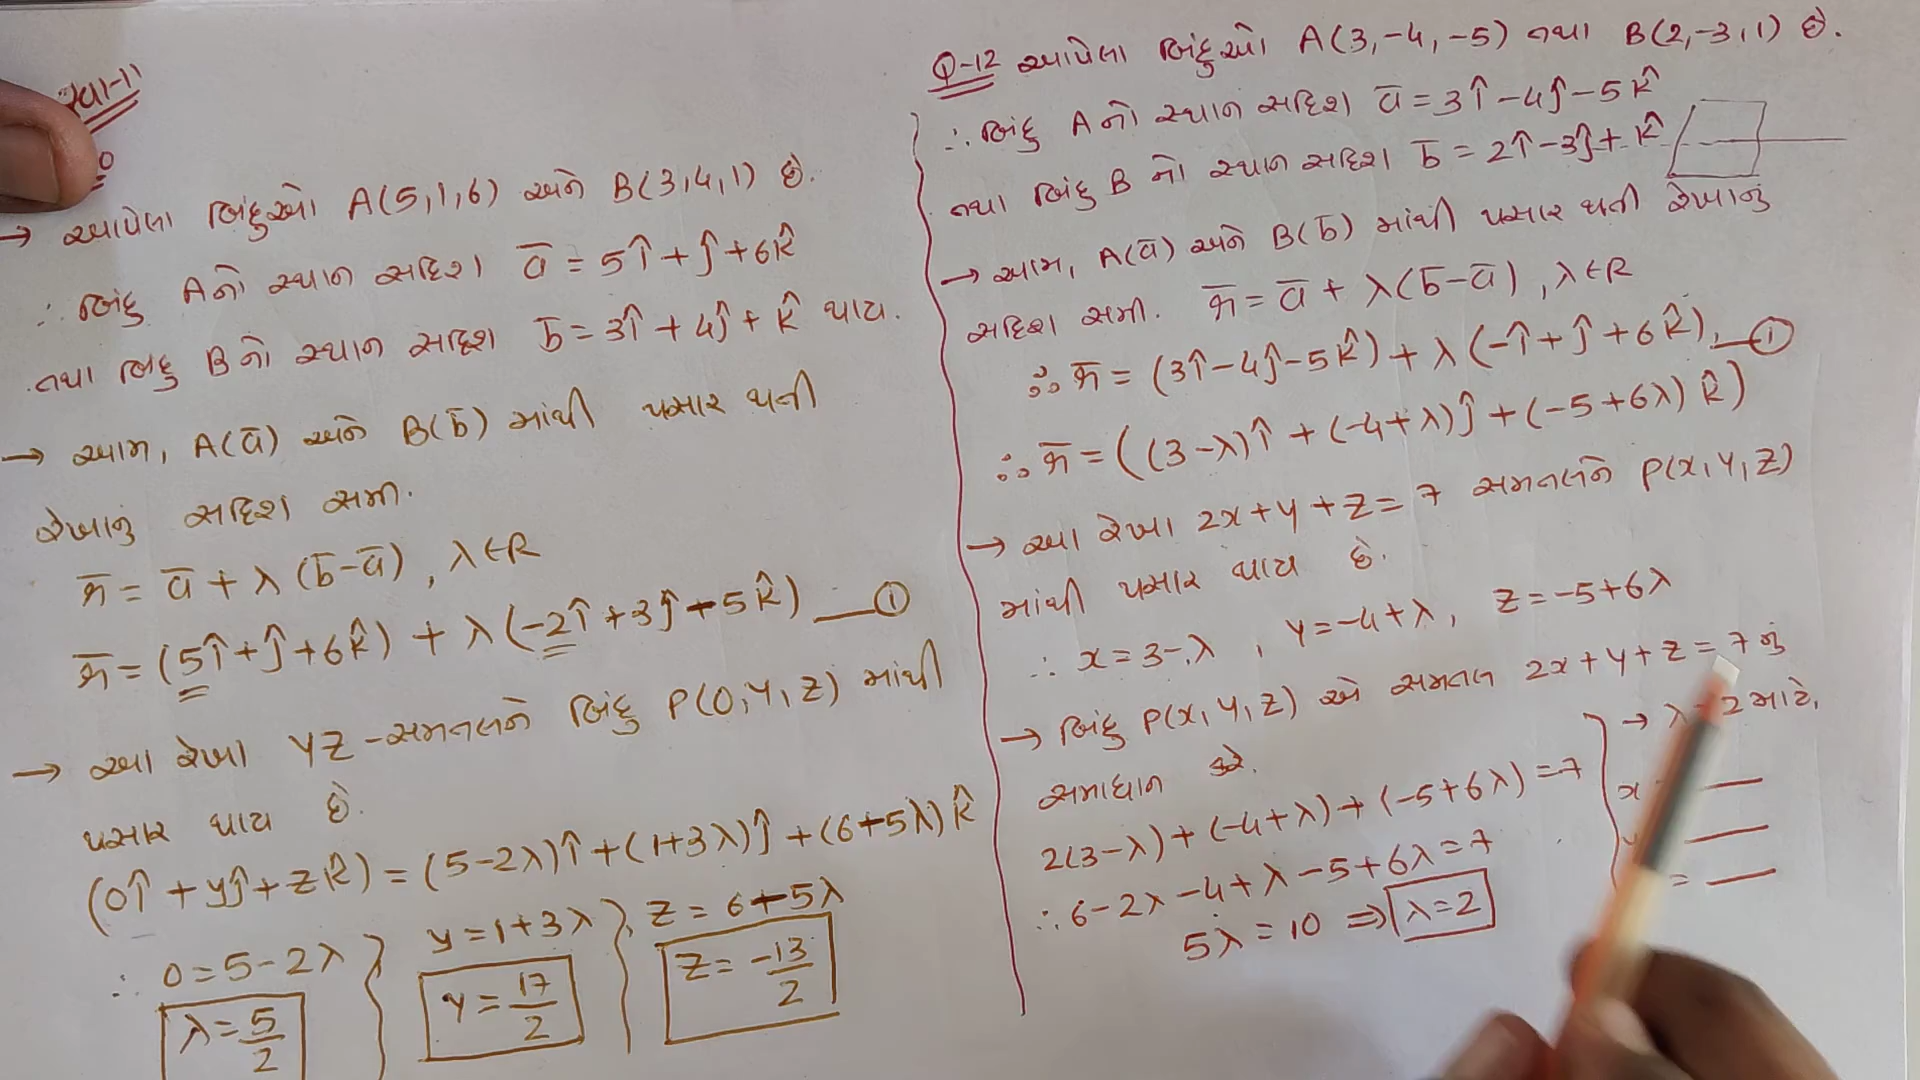 આપેલા બિંદુઓ A(5,1,6) અને B(3,4,1) છે.
∴ બિંદુ Aનો સ્થાન સદિશ a̅ = 5î + ĵ + 6k̂
તથા બિંદુ B નો સ્થાન સદિશ b̅ = 3î + 4ĵ + k̂ થાય.
→ આમ, A(a̅) અને B(b̅) માંથી પસાર થતી
રેખાનું સદિશ સમી.
r̅ = a̅ + λ (b̅-a̅) , λ∈R
r̅ = (5î+ĵ+6k̂) + λ(-2î+3ĵ-5k̂) —①
→ આ રેખા YZ-સમતલને બિંદુ P(0,Y,Z) માંથી
પસાર થાય છે.
(0î + yĵ + zk̂) = (5-2λ)î + (1+3λ)ĵ + (6-5λ)k̂
∴ 0=5-2λ } y=1+3λ } z = 6-5λ
λ=5/2 y=17/2 z=-13/2
Q-12 આપેલા બિંદુઓ A(3,-4,-5) તથા B(2,-3,1) છે.
∴ બિંદુ A નો સ્થાન સદિશ a̅ = 3î-4ĵ-5k̂
તથા બિંદુ B નો સ્થાન સદિશ b̅ = 2î-3ĵ+k̂
→ આમ, A(a̅) અને B(b̅) માંથી પસાર થતી રેખાનું
સદિશ સમી. r̅ = a̅ + λ(b̅-a̅) , λ∈R
∴ r̅ = (3î-4ĵ-5k̂) + λ(-î+ĵ+6k̂) —①
∴ r̅ = ((3-λ)î + (-4+λ)ĵ + (-5+6λ)k̂)
→ આ રેખા 2x+y+z=7 સમતલને P(x,y,z)
માંથી પસાર થાય છે.
∴ x=3-λ , y=-4+λ, z=-5+6λ
→ બિંદુ P(x,y,z) એ સમતલ 2x+y+z=7 નું
સમાધાન કરે.
2(3-λ)+(-4+λ)+(-5+6λ)=7
∴ 6-2λ-4+λ-5+6λ=7
5λ=10 ⇒ λ=2
→ λ=2 માટે,
x
= —